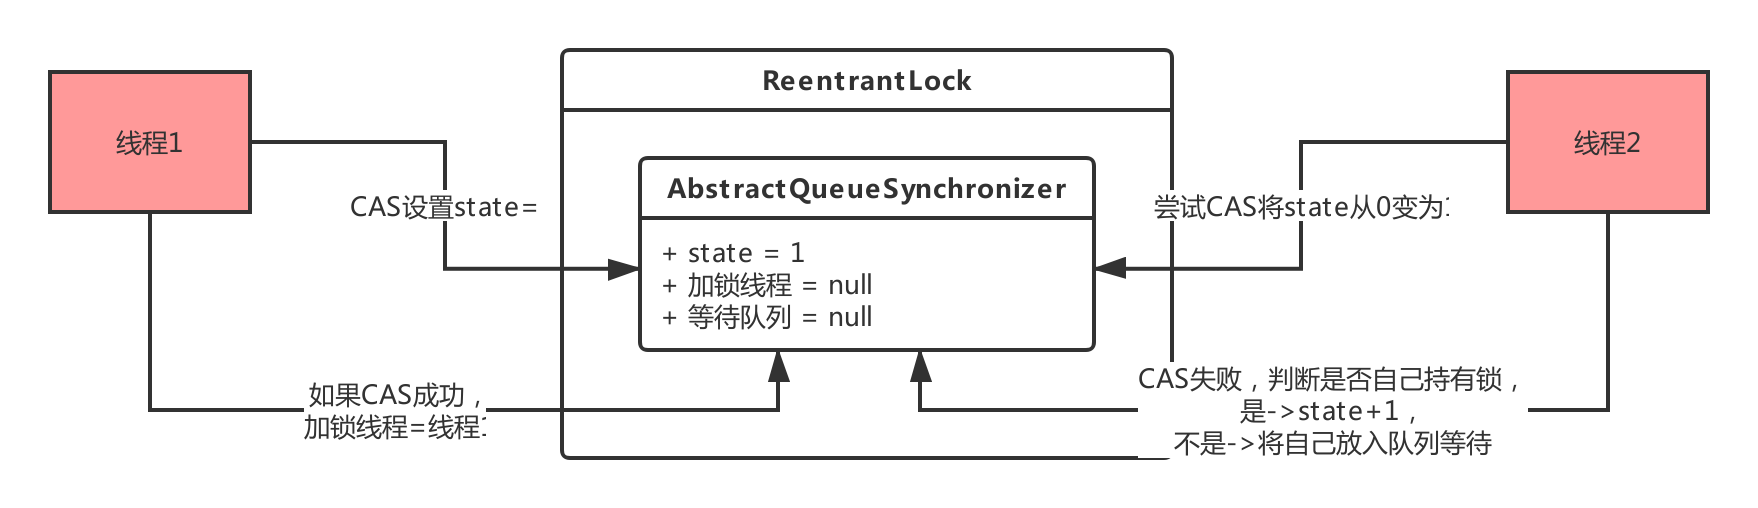 ReentrantLock
线程1
线程2
AbstractQueueSynchronizer
CAS设置state=
尝试CAS将state从0变为1
+ state = 1
+ 加锁线程 = null
+ 等待队列 = null
如果CAS成功，
加锁线程=线程1
CAS失败，判断是否自己持有锁，
是->state+1，
不是->将自己放入队列等待